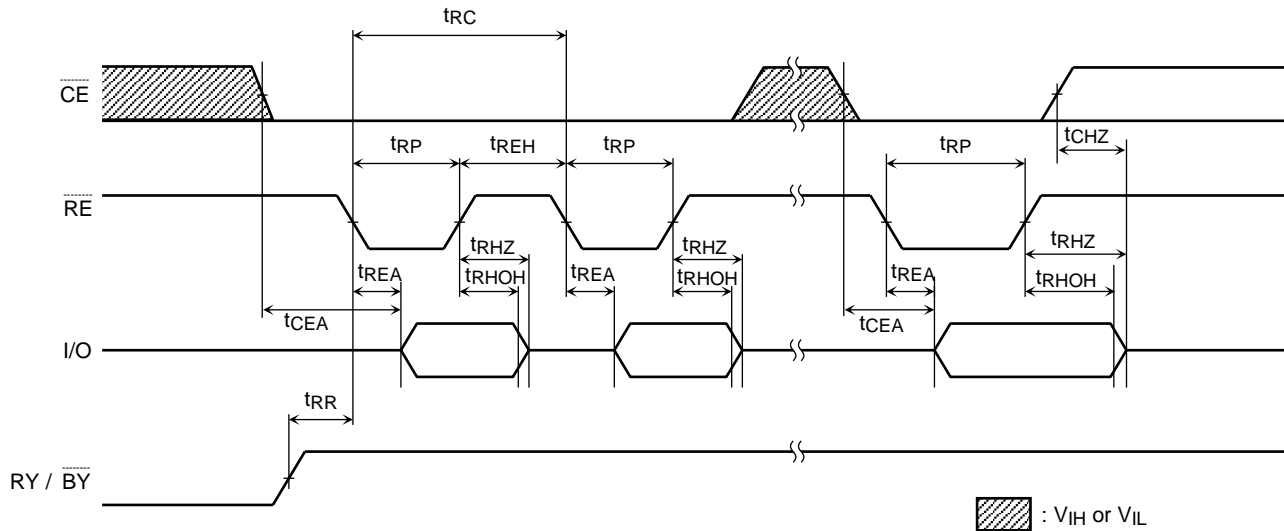 tRC
CE
tRP tREH tRP tRP tCHZ
RE
tRHZ tRHZ tRHZ
tREA tRHOH tREA tRHOH tREA tRHOH
tCEA tCEA
I/O
tRR
RY / BY
: VIH or VIL